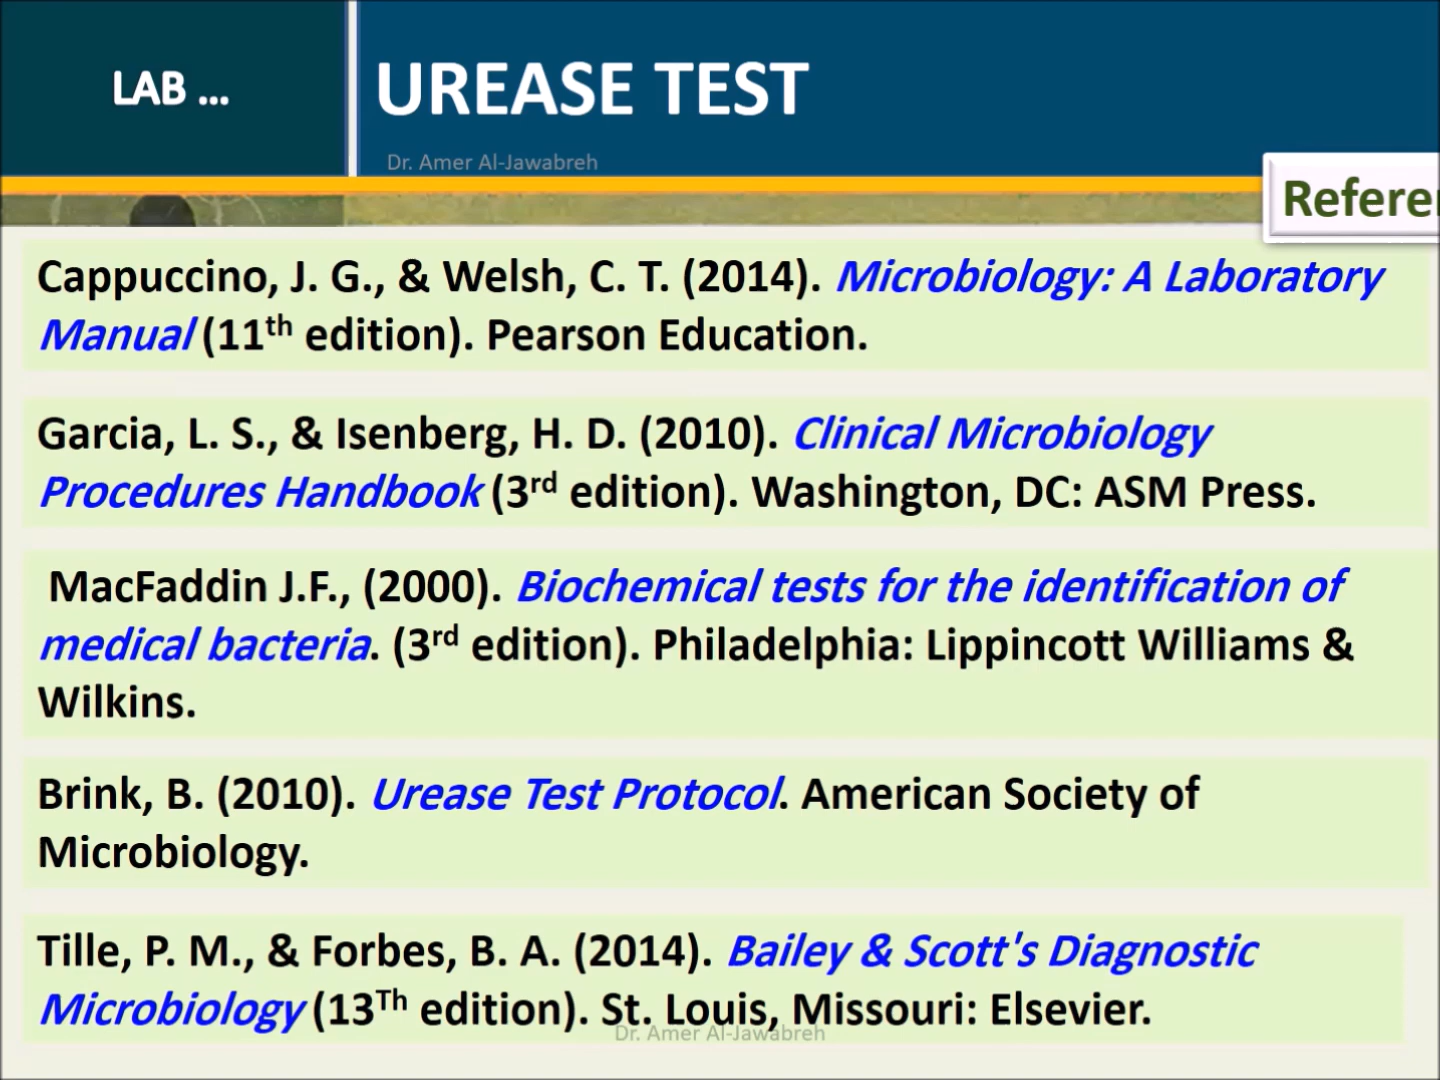 LAB ...
UREASE TEST
Dr. Amer Al-Jawabreh
Cappuccino, J. G., & Welsh, C. T. (2014). Microbiology: A Laboratory
Manual (11th edition). Pearson Education.
Garcia, L. S., & Isenberg, H. D. (2010). Clinical Microbiology
Procedures Handbook (3rd edition). Washington, DC: ASM Press.
MacFaddin J.F., (2000). Biochemical tests for the identification of
medical bacteria. (3rd edition). Philadelphia: Lippincott Williams &
Wilkins.
Brink, B. (2010). Urease Test Protocol. American Society of
Microbiology.
Tille, P. M., & Forbes, B. A. (2014). Bailey & Scott's Diagnostic
Microbiology (13Th edition). St. Louis, Missouri: Elsevier.
Dr. Amer Al-Jawabreh